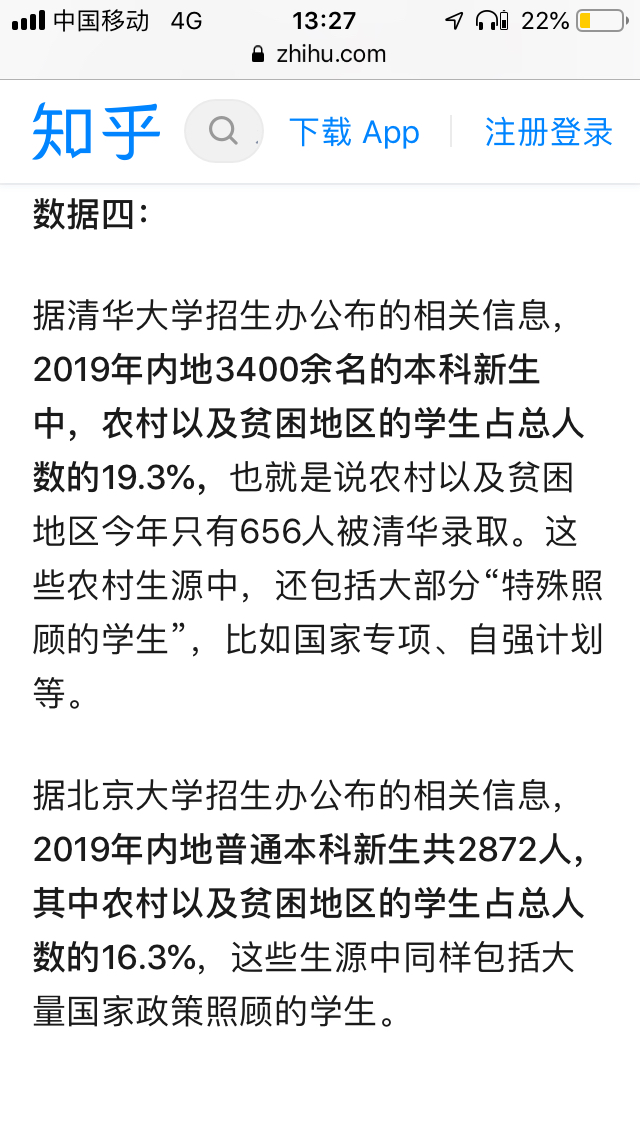 中国移动 4G 13:27 22%
zhihu.com
知乎 下载 App 注册登录
数据四：
据清华大学招生办公布的相关信息，
2019年内地3400余名的本科新生
中，农村以及贫困地区的学生占总人
数的19.3%，也就是说农村以及贫困
地区今年只有656人被清华录取。这
些农村生源中，还包括大部分“特殊照
顾的学生”，比如国家专项、自强计划
等。
据北京大学招生办公布的相关信息，
2019年内地普通本科新生共2872人，
其中农村以及贫困地区的学生占总人
数的16.3%，这些生源中同样包括大
量国家政策照顾的学生。